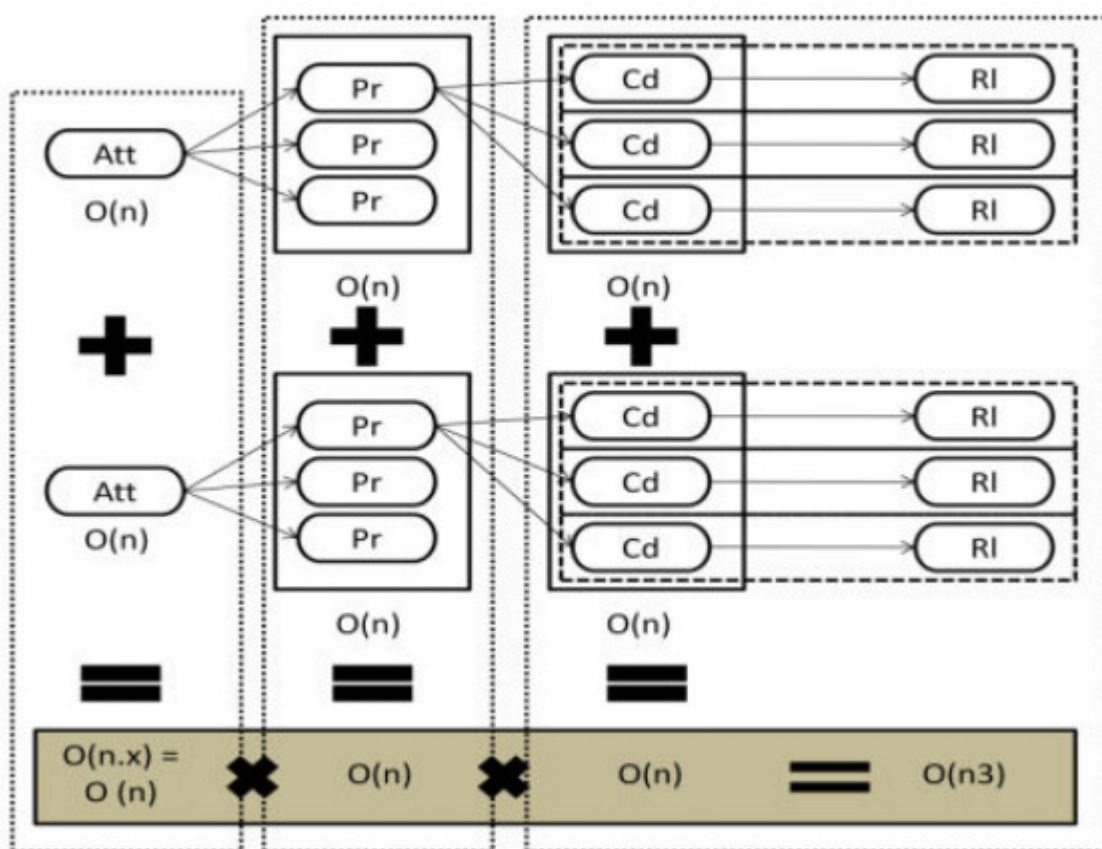 Cd
Rl
Pr
Att
Pr
Cd
Rl
Pr
Cd
Rl
O(n)
O(n)
O(n)
Cd
Rl
Pr
Att
Pr
Cd
Rl
O(n)
Pr
Cd
Rl
O(n)
O(n)
O(n.x) =
O (n)
O(n)
O(n)
O(n3)